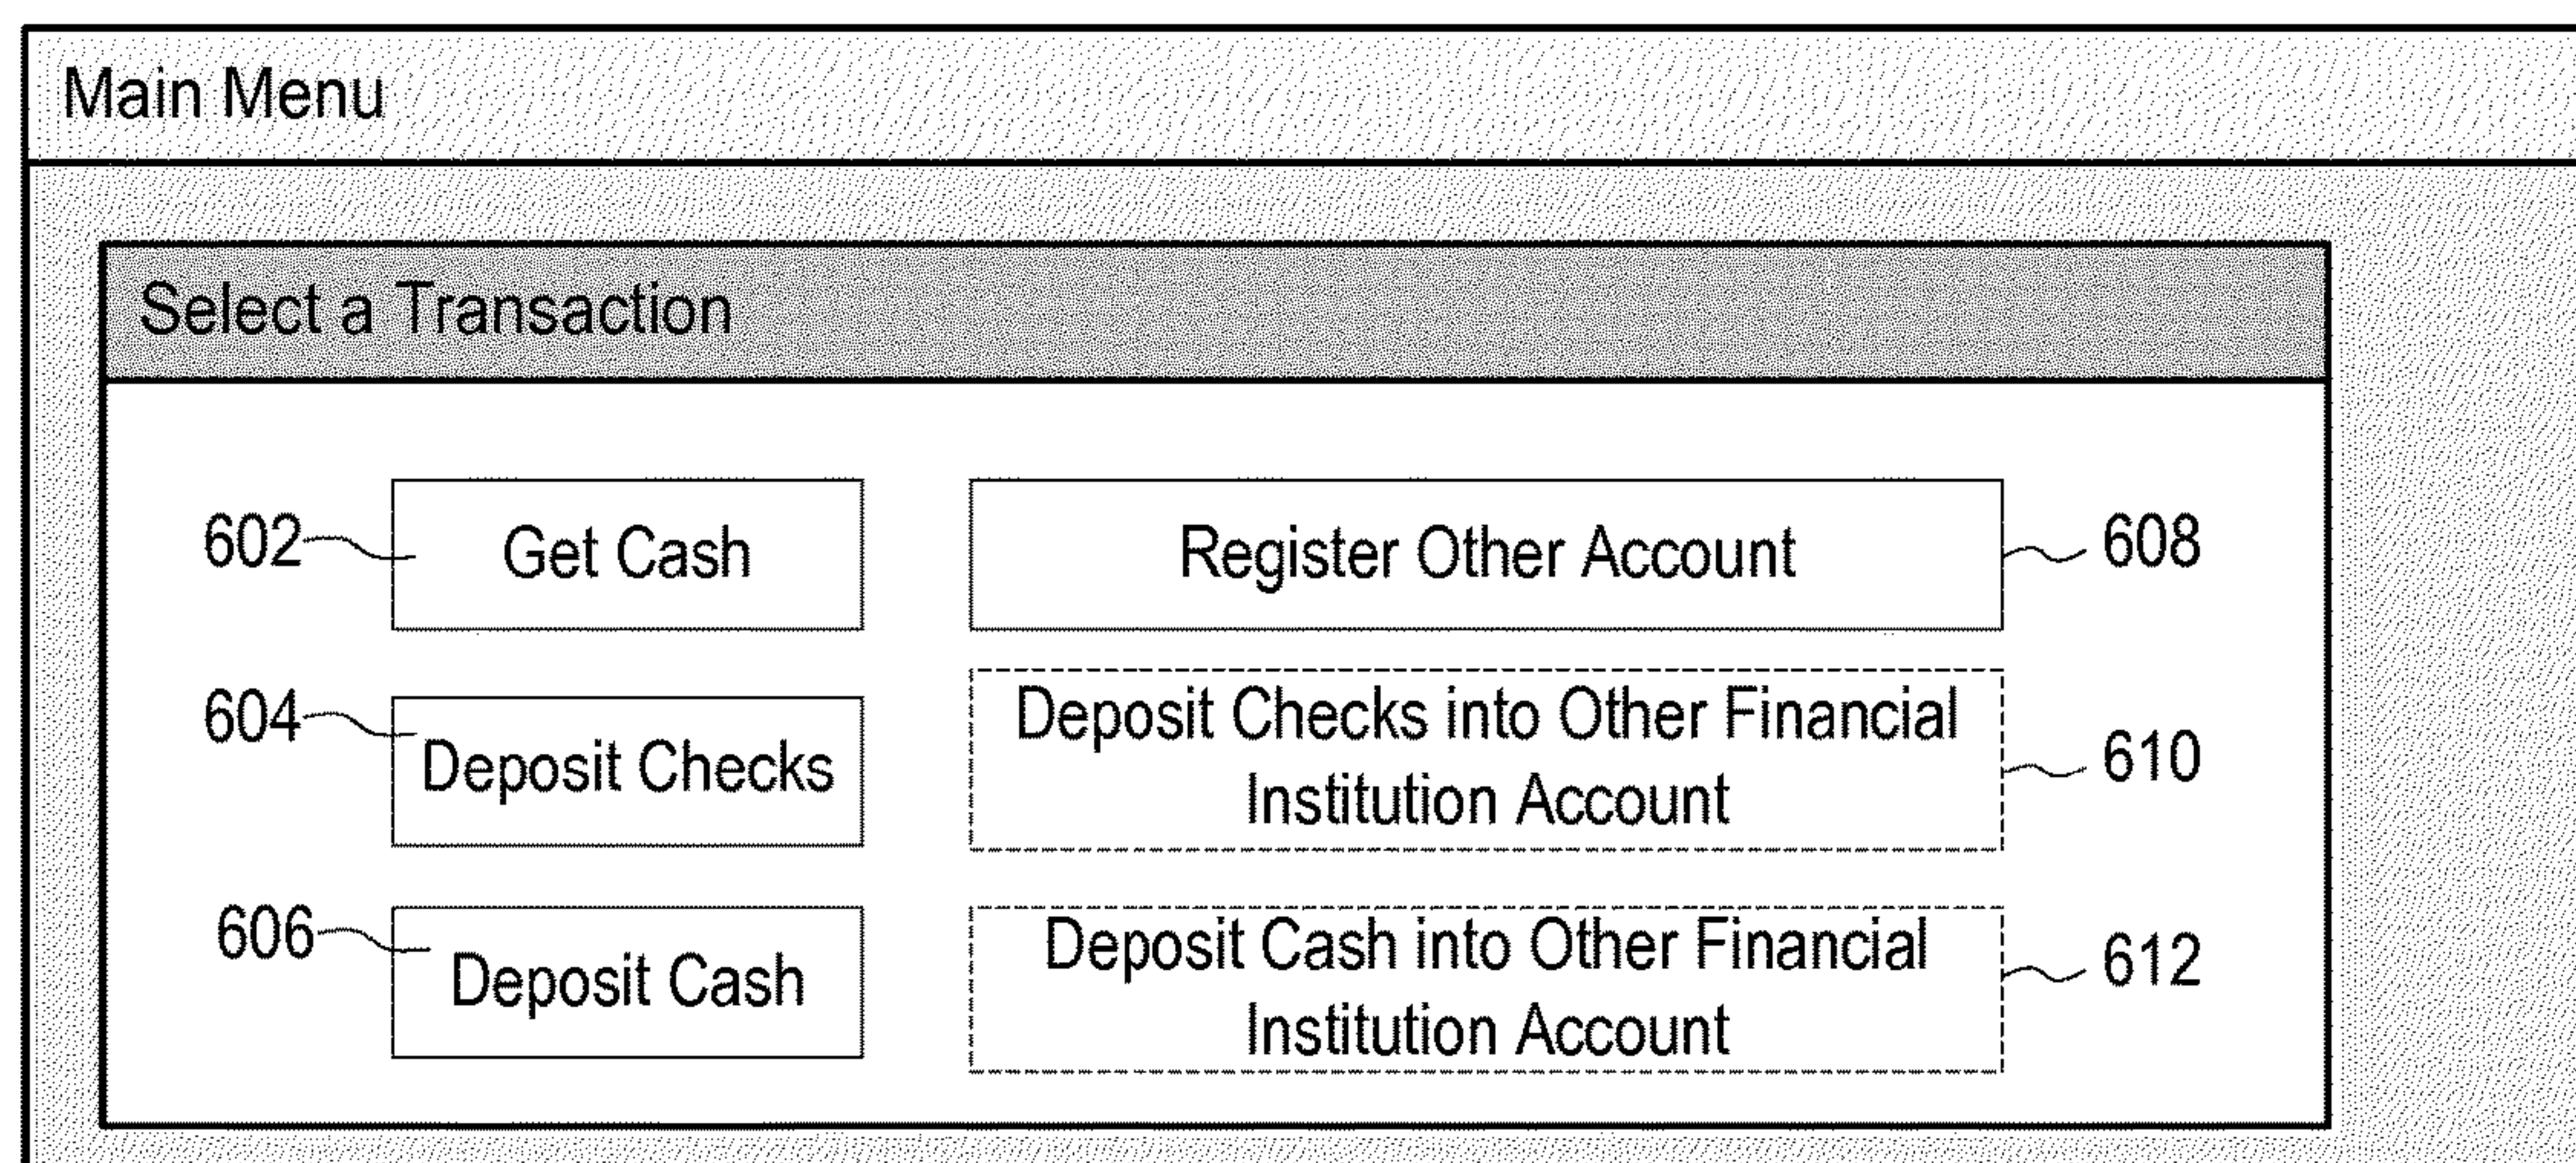 Main Menu
Select a Transaction
602
Get Cash
Register Other Account
608
604
Deposit Checks
Deposit Checks into Other Financial
Institution Account
610
606
Deposit Cash
Deposit Cash into Other Financial
Institution Account
612